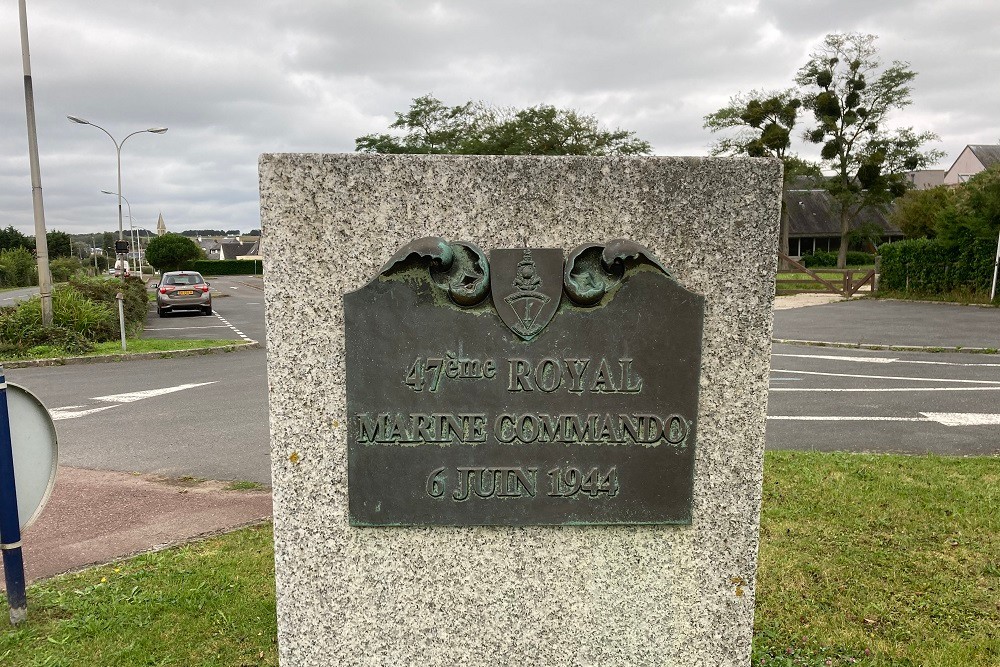 47ème ROYAL
MARINE COMMANDO
6 JUIN 1944